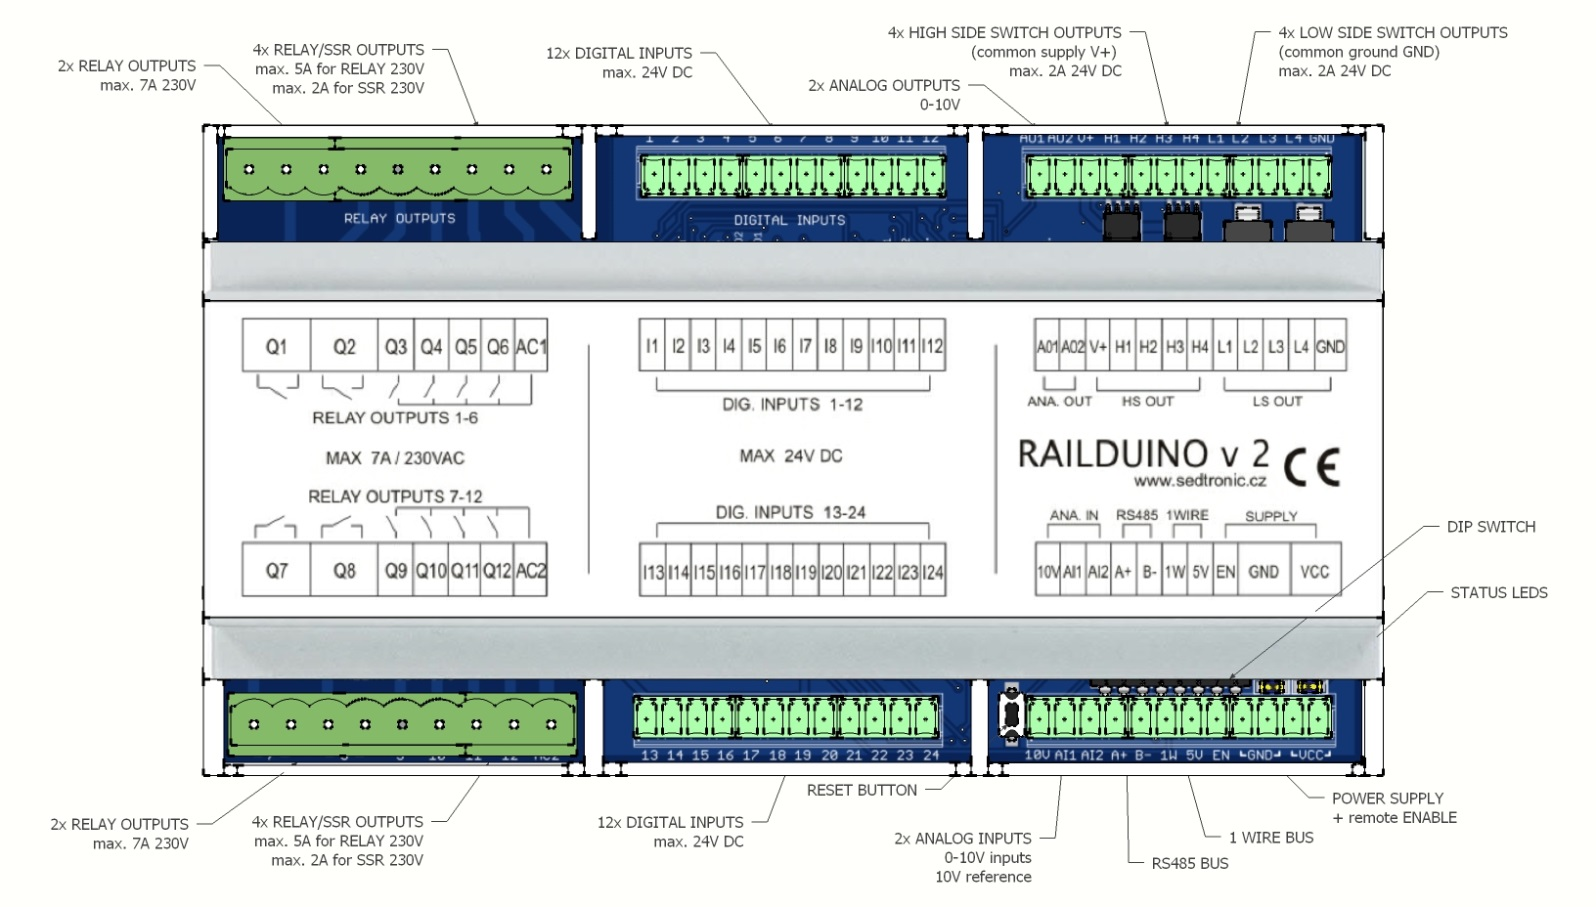 4x HIGH SIDE SWITCH OUTPUTS
(common supply V+)
max. 2A 24V DC
4x LOW SIDE SWITCH OUTPUTS
(common ground GND)
max. 2A 24V DC
4x RELAY/SSR OUTPUTS
max. 5A for RELAY 230V
max. 2A for SSR 230V
12x DIGITAL INPUTS
max. 24V DC
2x RELAY OUTPUTS
max. 7A 230V
2x ANALOG OUTPUTS
0-10V
1 2 3 4 5 6 7 8 9 10 11 12
AO1 AO2 V+ H1 H2 H3 H4 L1 L2 L3 L4 GND
RELAY OUTPUTS
DIGITAL INPUTS
Q1 Q2 Q3 Q4 Q5 Q6 AC1
I1 I2 I3 I4 I5 I6 I7 I8 I9 I10 I11 I12
A01 A02 V+ H1 H2 H3 H4 L1 L2 L3 L4 GND
RELAY OUTPUTS 1-6
DIG. INPUTS 1-12
ANA. OUT HS OUT LS OUT
MAX 7A / 230VAC
MAX 24V DC
RAILDUINO v 2 CE
www.sedtronic.cz
RELAY OUTPUTS 7-12
DIG. INPUTS 13-24
ANA. IN RS485 1WIRE SUPPLY
Q7 Q8 Q9 Q10 Q11 Q12 AC2
I13 I14 I15 I16 I17 I18 I19 I20 I21 I22 I23 I24
10V AI1 AI2 A+ B- 1W 5V EN GND VCC
DIP SWITCH
STATUS LEDS
13 14 15 16 17 18 19 20 21 22 23 24
10V AI1 AI2 A+ B- 1W 5V EN GND VCC
RESET BUTTON
2x RELAY OUTPUTS
max. 7A 230V
4x RELAY/SSR OUTPUTS
max. 5A for RELAY 230V
max. 2A for SSR 230V
12x DIGITAL INPUTS
max. 24V DC
2x ANALOG INPUTS
0-10V inputs
10V reference
RS485 BUS
1 WIRE BUS
POWER SUPPLY
+ remote ENABLE